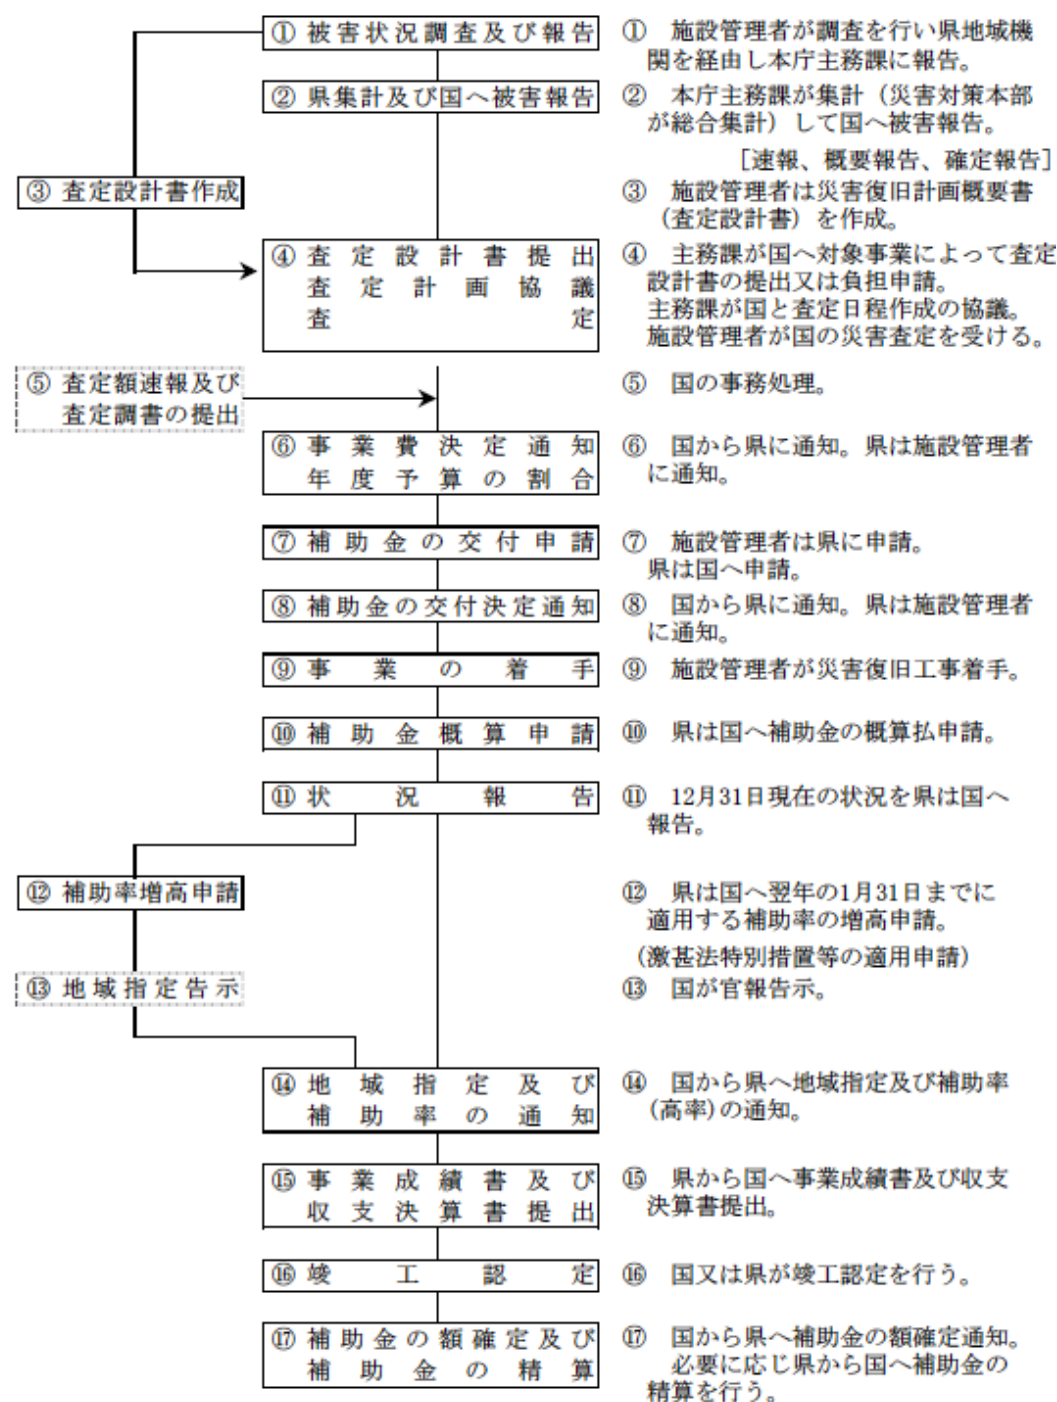 ① 被害状況調査及び報告
① 施設管理者が調査を行い県地域機
関を経由し本庁主務課に報告。
② 県集計及び国へ被害報告
② 本庁主務課が集計（災害対策本部
が総合集計）して国へ被害報告。
［速報、概要報告、確定報告］
③ 査定設計書作成
③ 施設管理者は災害復旧計画概要書
（査定設計書）を作成。
④ 査定設計書提出
査定計画協議
査定
④ 主務課が国へ対象事業によって査定
設計書の提出又は負担申請。
主務課が国と査定日程作成の協議。
施設管理者が国の災害査定を受ける。
⑤ 査定額速報及び
査定調書の提出
⑤ 国の事務処理。
⑥ 事業費決定通知
年度予算の割合
⑥ 国から県に通知。県は施設管理者
に通知。
⑦ 補助金の交付申請
⑦ 施設管理者は県に申請。
県は国へ申請。
⑧ 補助金の交付決定通知
⑧ 国から県に通知。県は施設管理者
に通知。
⑨ 事業の着手
⑨ 施設管理者が災害復旧工事着手。
⑩ 補助金概算申請
⑩ 県は国へ補助金の概算払申請。
⑪ 状況報告
⑪ 12月31日現在の状況を県は国へ
報告。
⑫ 補助率増高申請
⑫ 県は国へ翌年の1月31日までに
適用する補助率の増高申請。
（激甚法特別措置等の適用申請）
⑬ 地域指定告示
⑬ 国が官報告示。
⑭ 地域指定及び
補助率の通知
⑭ 国から県へ地域指定及び補助率
(高率)の通知。
⑮ 事業成績書及び
収支決算書提出
⑮ 県から国へ事業成績書及び収支
決算書提出。
⑯ 竣工認定
⑯ 国又は県が竣工認定を行う。
⑰ 補助金の額確定及び
補助金の精算
⑰ 国から県へ補助金の額確定通知。
必要に応じ県から国へ補助金の
精算を行う。